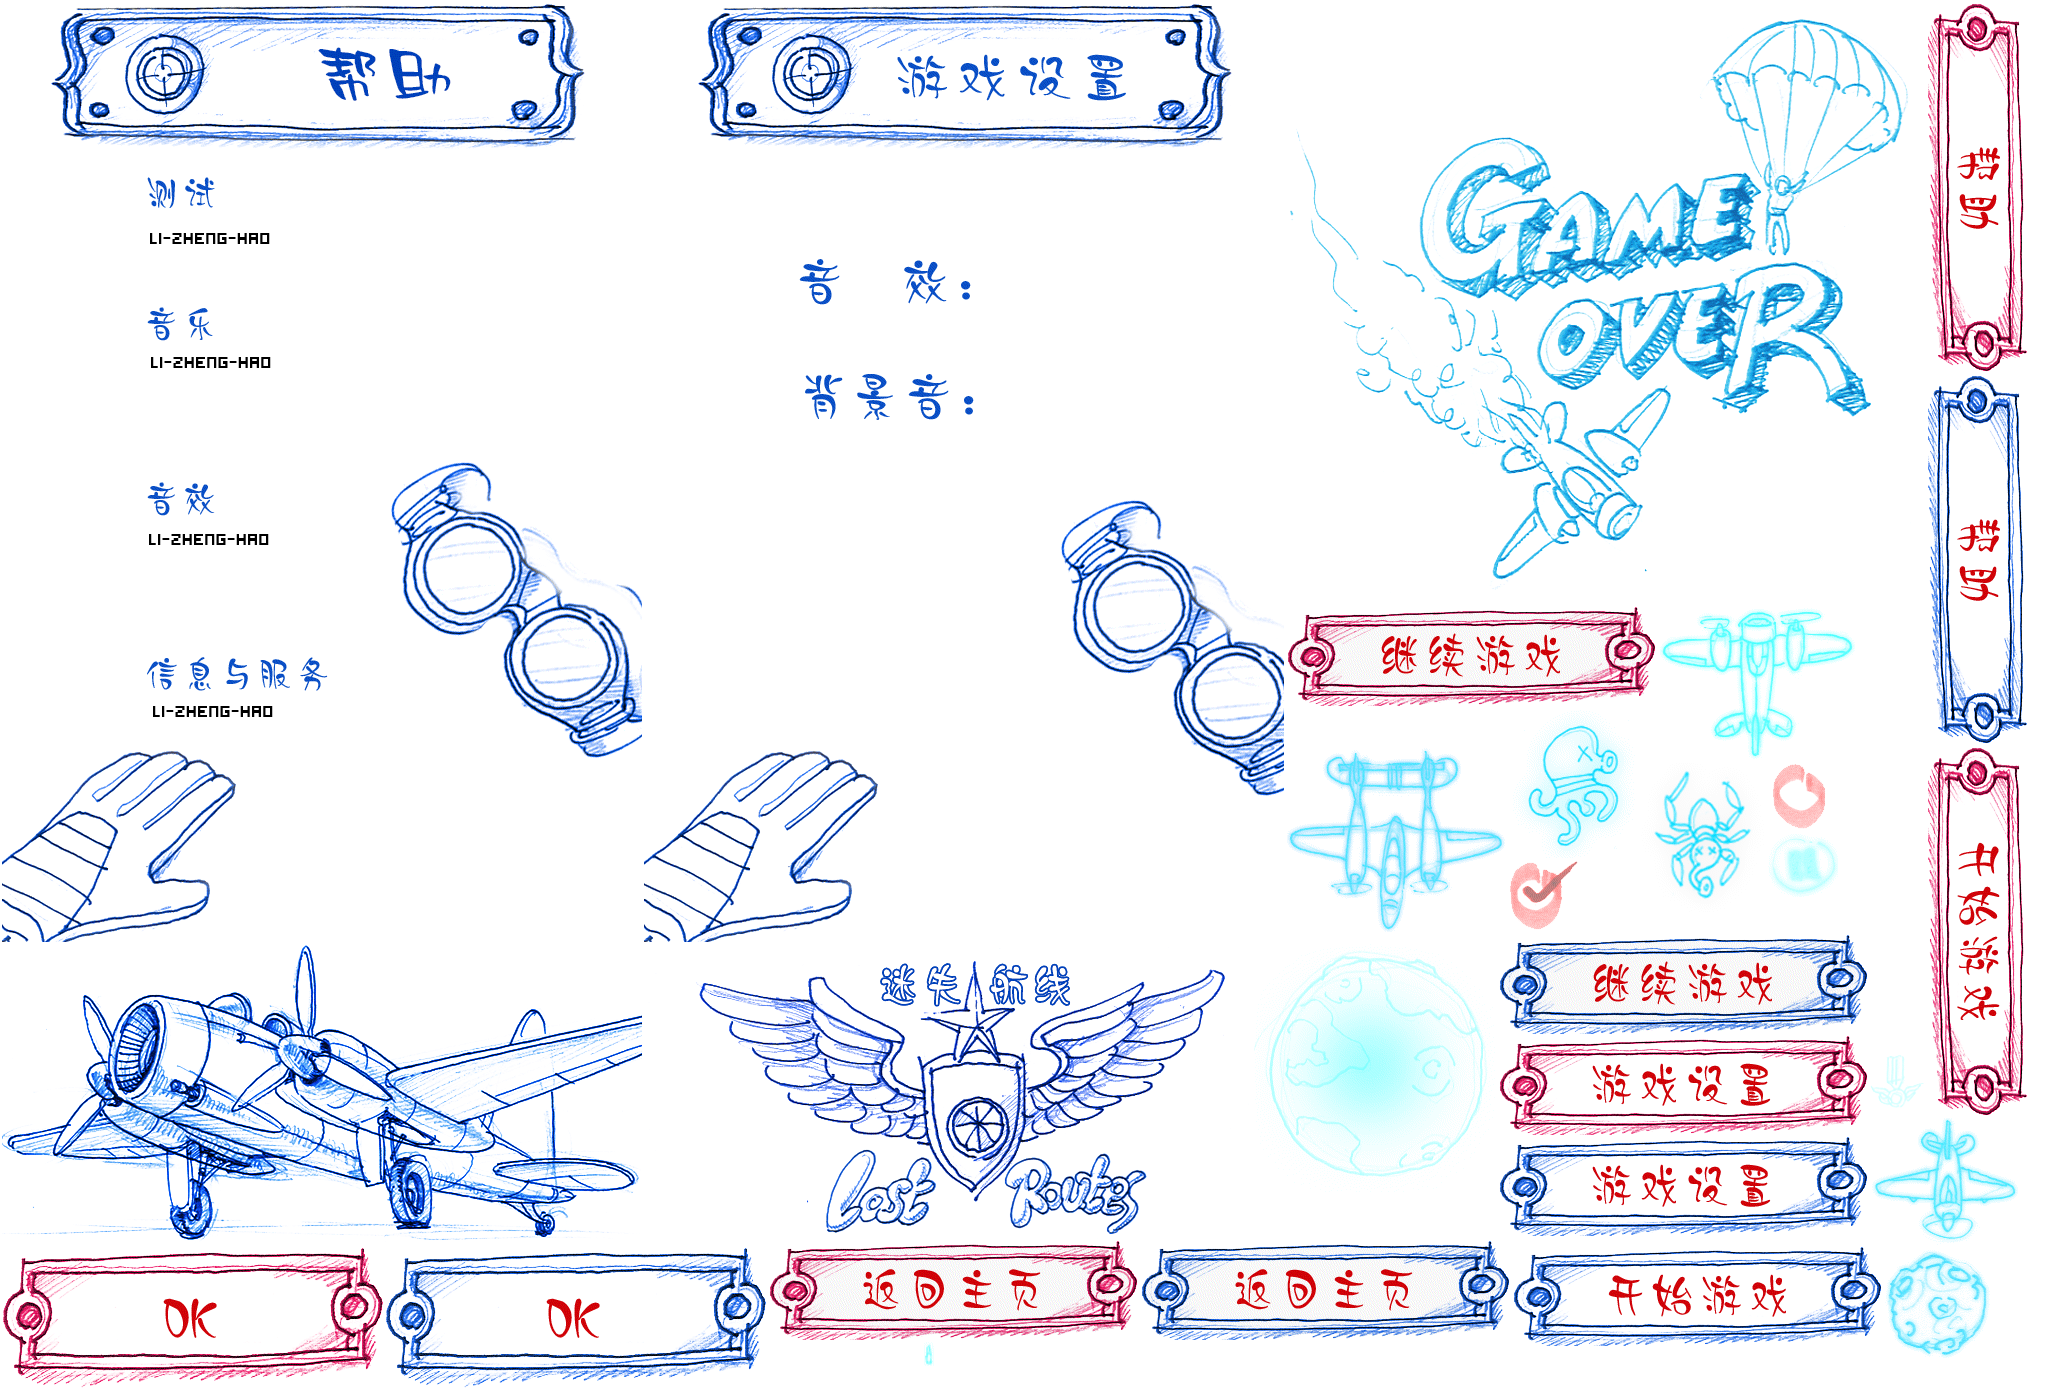 帮助
游戏设置
测试
LI-ZHENG-HAO
音乐
LI-ZHENG-HAO
音效
LI-ZHENG-HAO
信息与服务
LI-ZHENG-HAO
音 效：
背景音：
GAME
OVER
帮助
帮助
开始游戏
继续游戏
迷失航线
Lost Routes
继续游戏
游戏设置
游戏设置
OK
OK
返回主页
返回主页
开始游戏